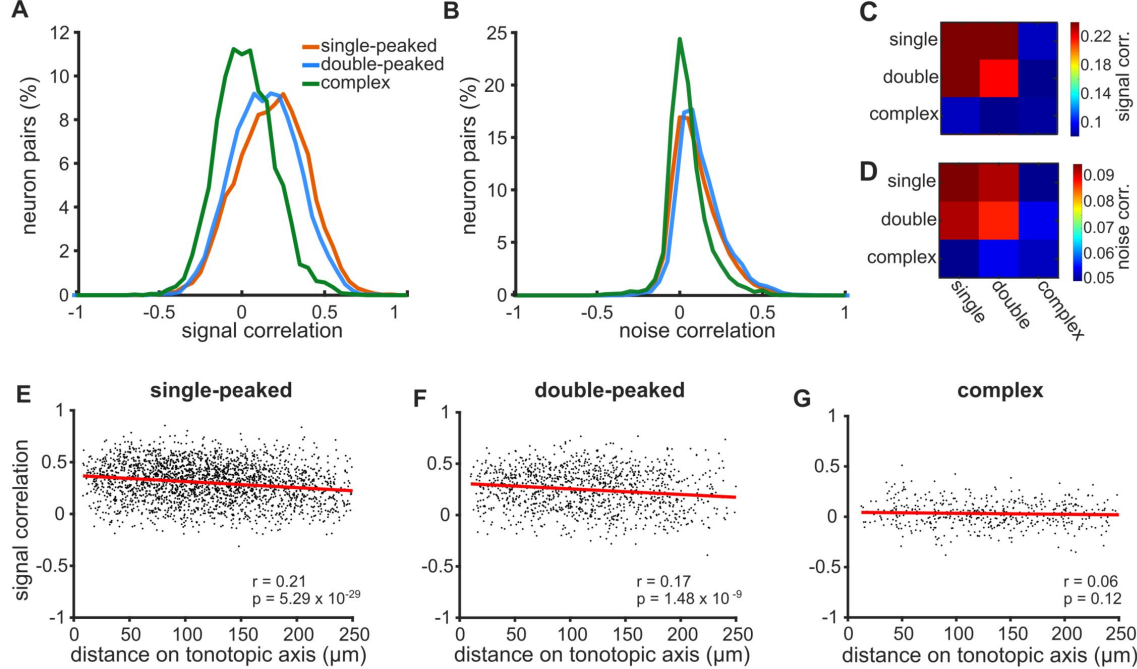 A
12
10
8
6
4
2
0
neuron pairs (%)
-1
-0.5
0
0.5
1
signal correlation
single-peaked
double-peaked
complex
B
25
20
15
10
5
0
neuron pairs (%)
-1
-0.5
0
0.5
1
noise correlation
C
single
double
complex
0.22
0.18
0.14
0.1
signal corr.
D
single
double
complex
single
double
complex
0.09
0.08
0.07
0.06
0.05
noise corr.
E
single-peaked
1
0.5
0
-0.5
-1
signal correlation
r = 0.21
p = 5.29 x 10-29
0
50
100
150
200
250
distance on tonotopic axis (µm)
F
double-peaked
1
0.5
0
-0.5
-1
r = 0.17
p = 1.48 x 10 -9
0
50
100
150
200
250
distance on tonotopic axis (µm)
G
complex
1
0.5
0
-0.5
-1
r = 0.06
p = 0.12
0
50
100
150
200
250
distance on tonotopic axis (µm)